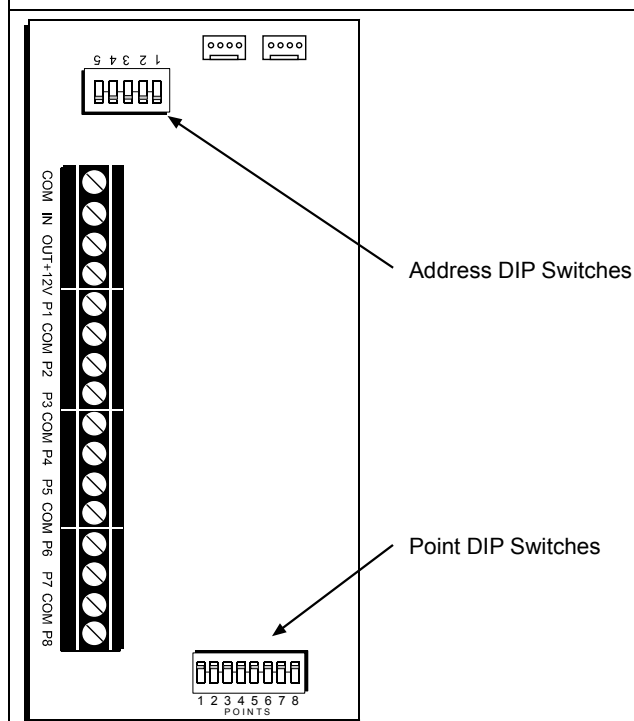 5 4 3 2 1
Address DIP Switches
COM IN OUT+12V P1 COM P2 P3 COM P4 P5 COM P6 P7 COM P8
Point DIP Switches
1 2 3 4 5 6 7 8
POINTS